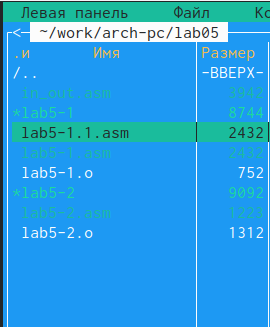 Левая панель Файл Ко
<— ~/work/arch-pc/lab05
.и Имя Размер
/.. -ВВЕРХ-
in_out.asm 3942
*lab5-1 8744
lab5-1.1.asm 2432
lab5-1.asm 2432
lab5-1.o 752
*lab5-2 9092
lab5-2.asm 1223
lab5-2.o 1312